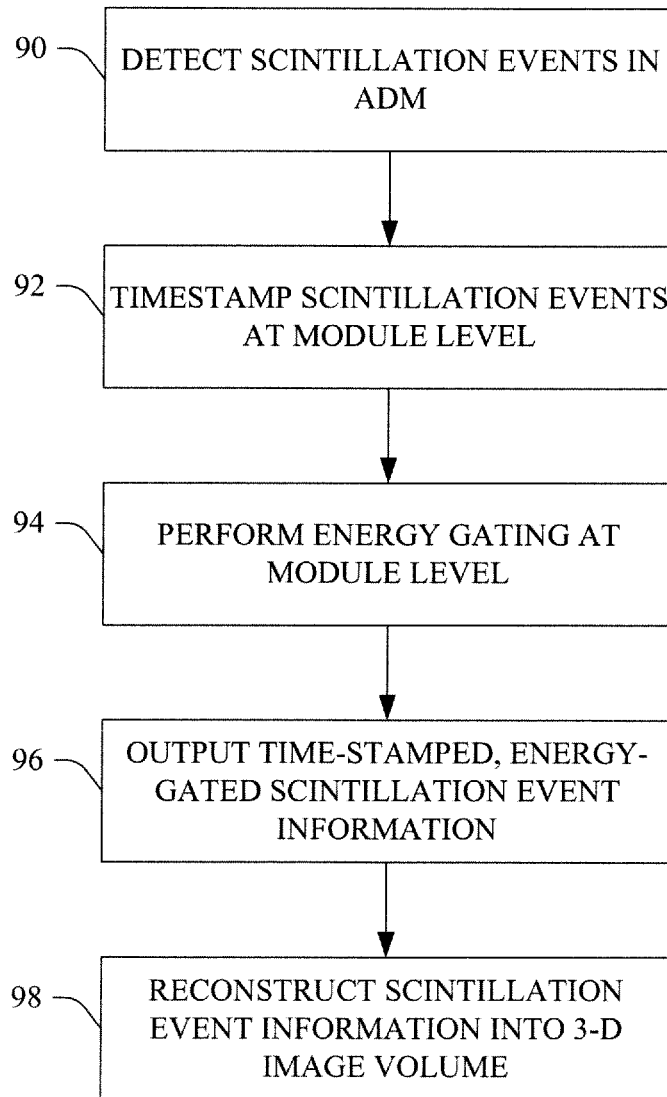 90
DETECT SCINTILLATION EVENTS IN
ADM
92
TIMESTAMP SCINTILLATION EVENTS
AT MODULE LEVEL
94
PERFORM ENERGY GATING AT
MODULE LEVEL
96
OUTPUT TIME-STAMPED, ENERGY-
GATED SCINTILLATION EVENT
INFORMATION
98
RECONSTRUCT SCINTILLATION
EVENT INFORMATION INTO 3-D
IMAGE VOLUME